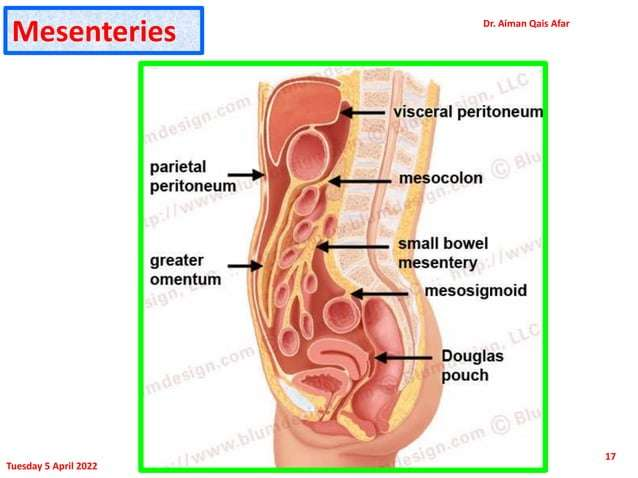 Mesenteries
Dr. Aiman Qais Afar
visceral peritoneum
parietal
peritoneum
mesocolon
greater
omentum
small bowel
mesentery
mesosigmoid
Douglas
pouch
17
Tuesday 5 April 2022